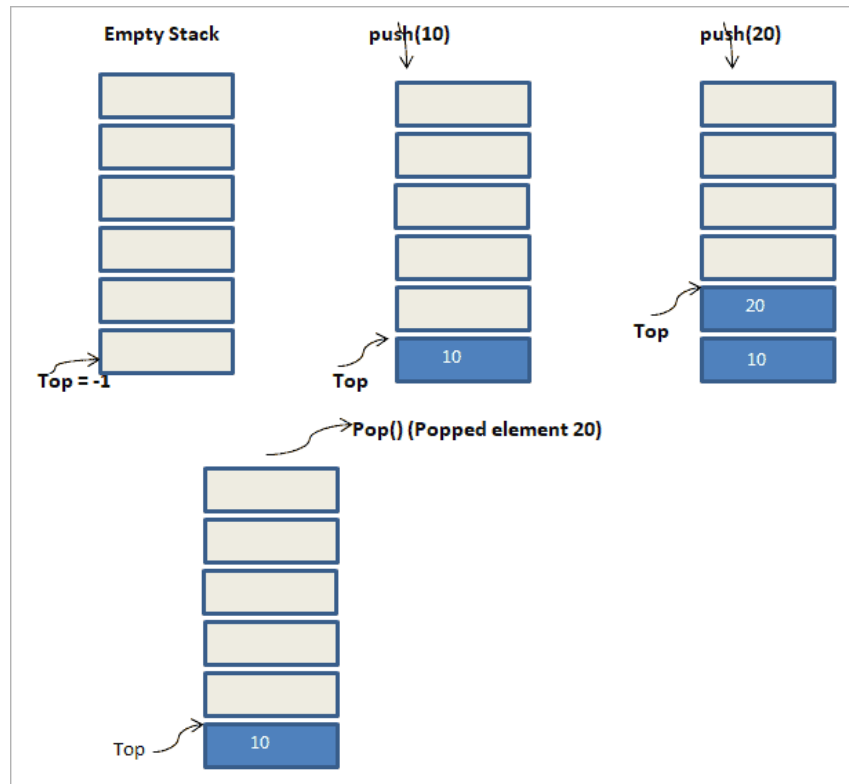 Empty Stack
push(10)
push(20)
20
Top
Top = -1
Top
10
10
Pop() (Popped element 20)
Top
10